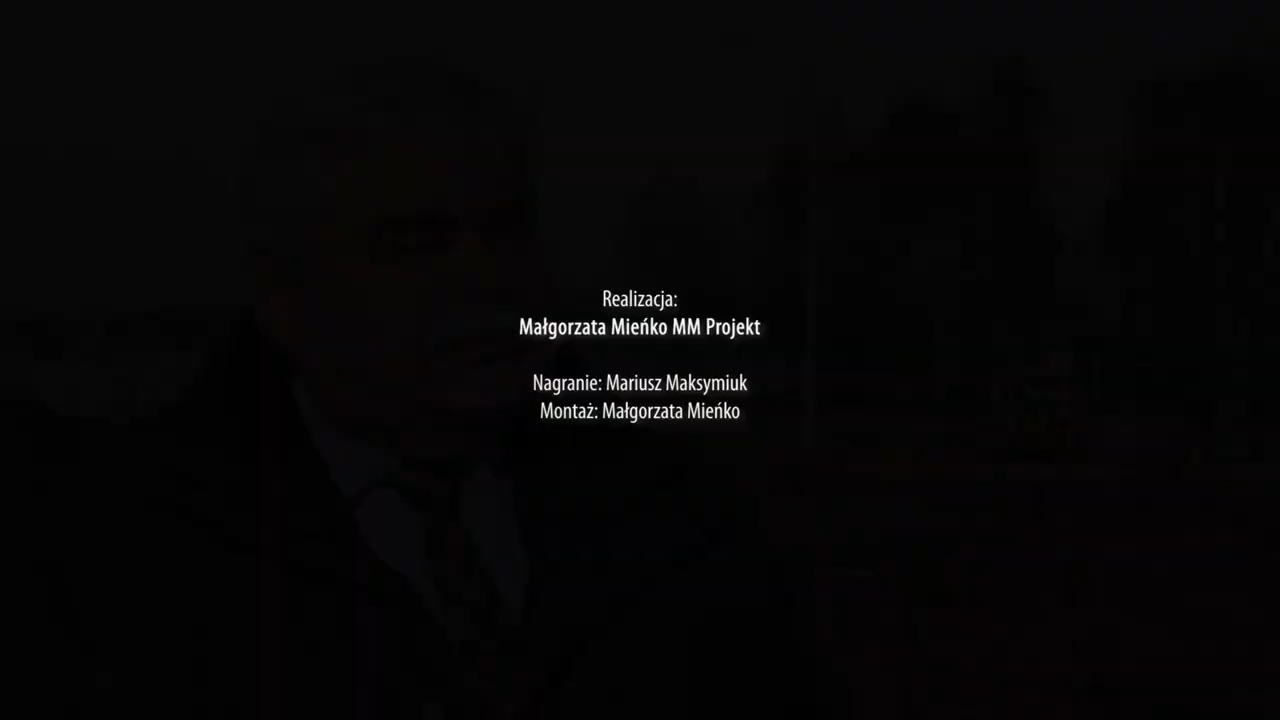 Realizacja:
Małgorzata Mieńko MM Projekt
Nagranie: Mariusz Maksymiuk
Montaż: Małgorzata Mieńko